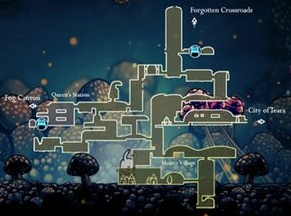 Forgotten Crossroads
Queen's Station
Fog Canyon
City of Tears
Mantis Village